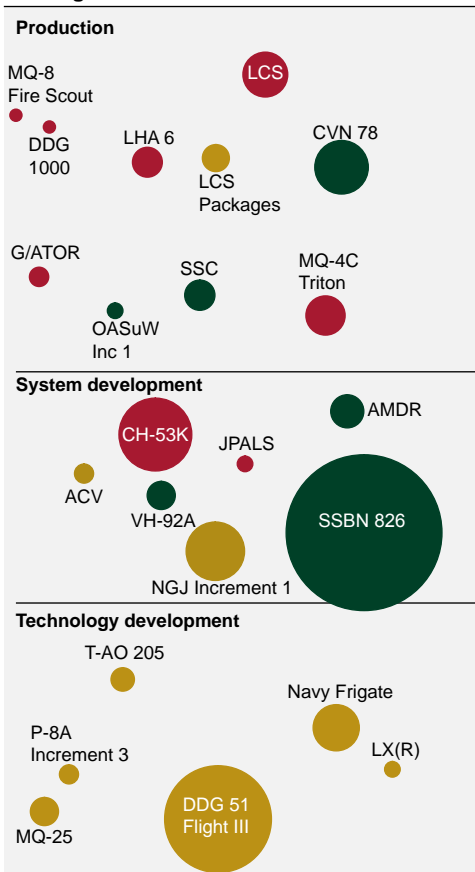 Production
MQ-8
Fire Scout
LCS
DDG
1000
LHA 6
CVN 78
LCS
Packages
G/ATOR
SSC
MQ-4C
Triton
OASuW
Inc 1
System development
AMDR
CH-53K
JPALS
ACV
VH-92A
SSBN 826
NGJ Increment 1
Technology development
T-AO 205
Navy Frigate
P-8A
Increment 3
LX(R)
DDG 51
Flight III
MQ-25